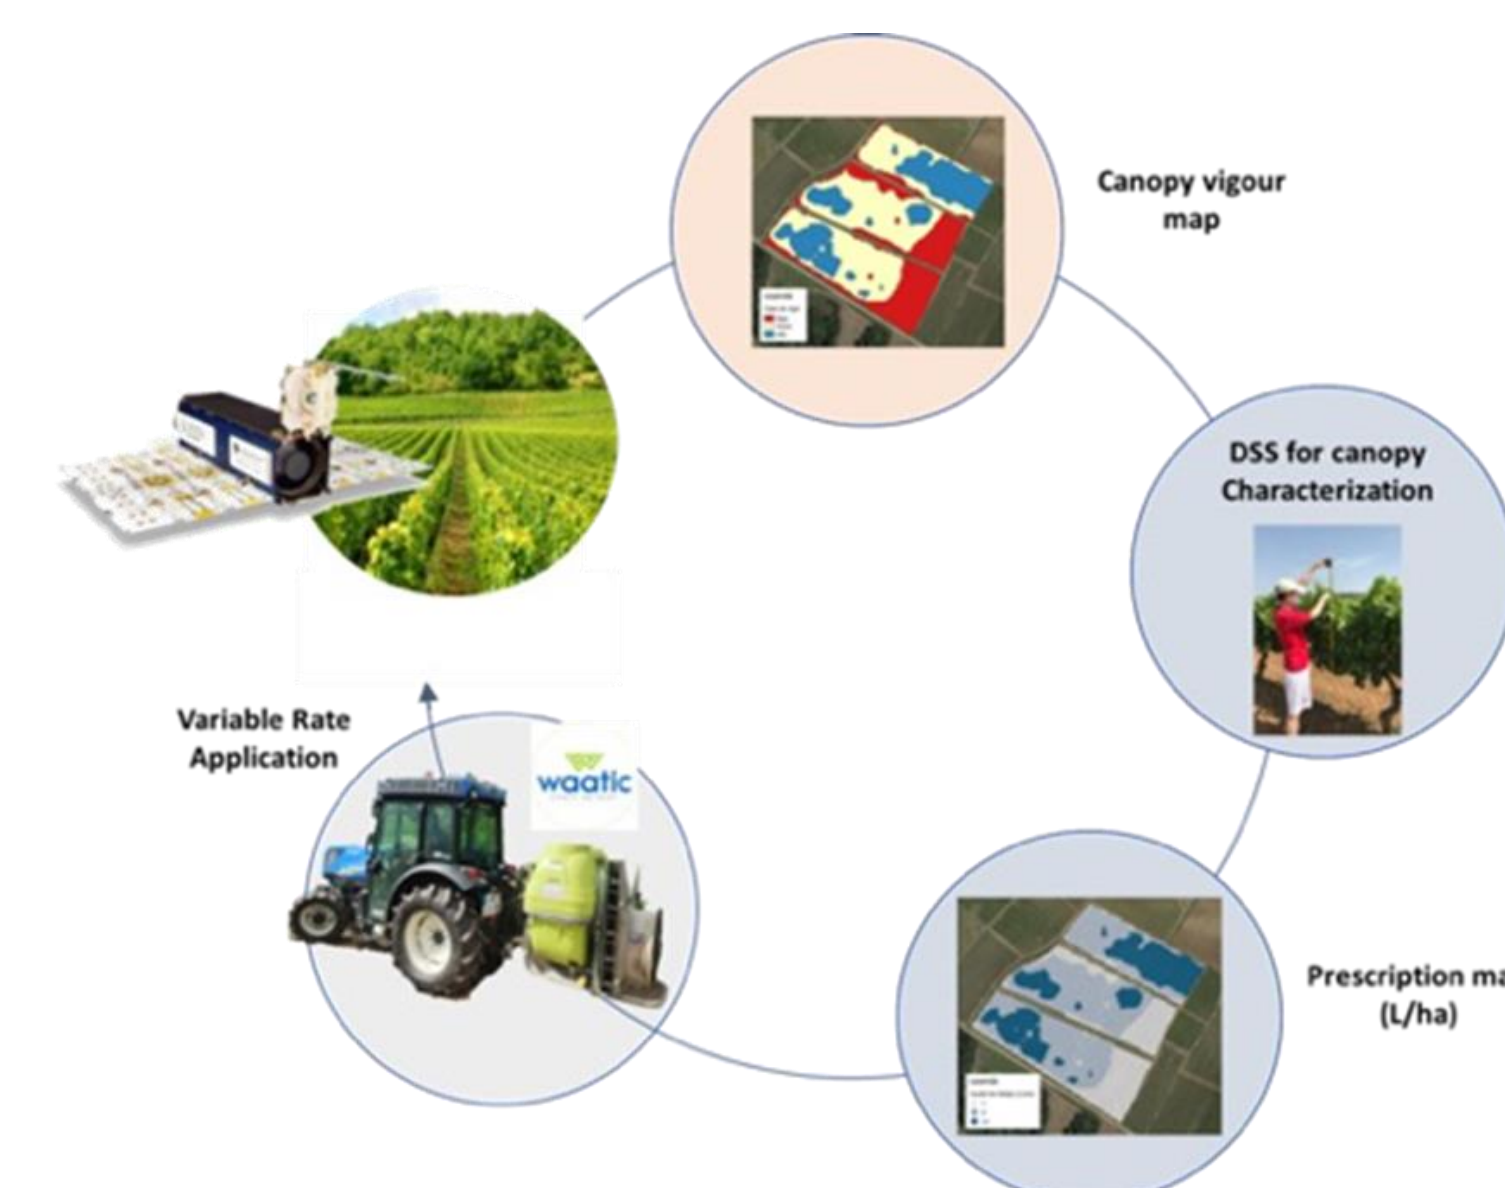 Canopy vigour
map
DSS for canopy
Characterization
Variable Rate
Application
waatic
Prescription ma
(L/ha)